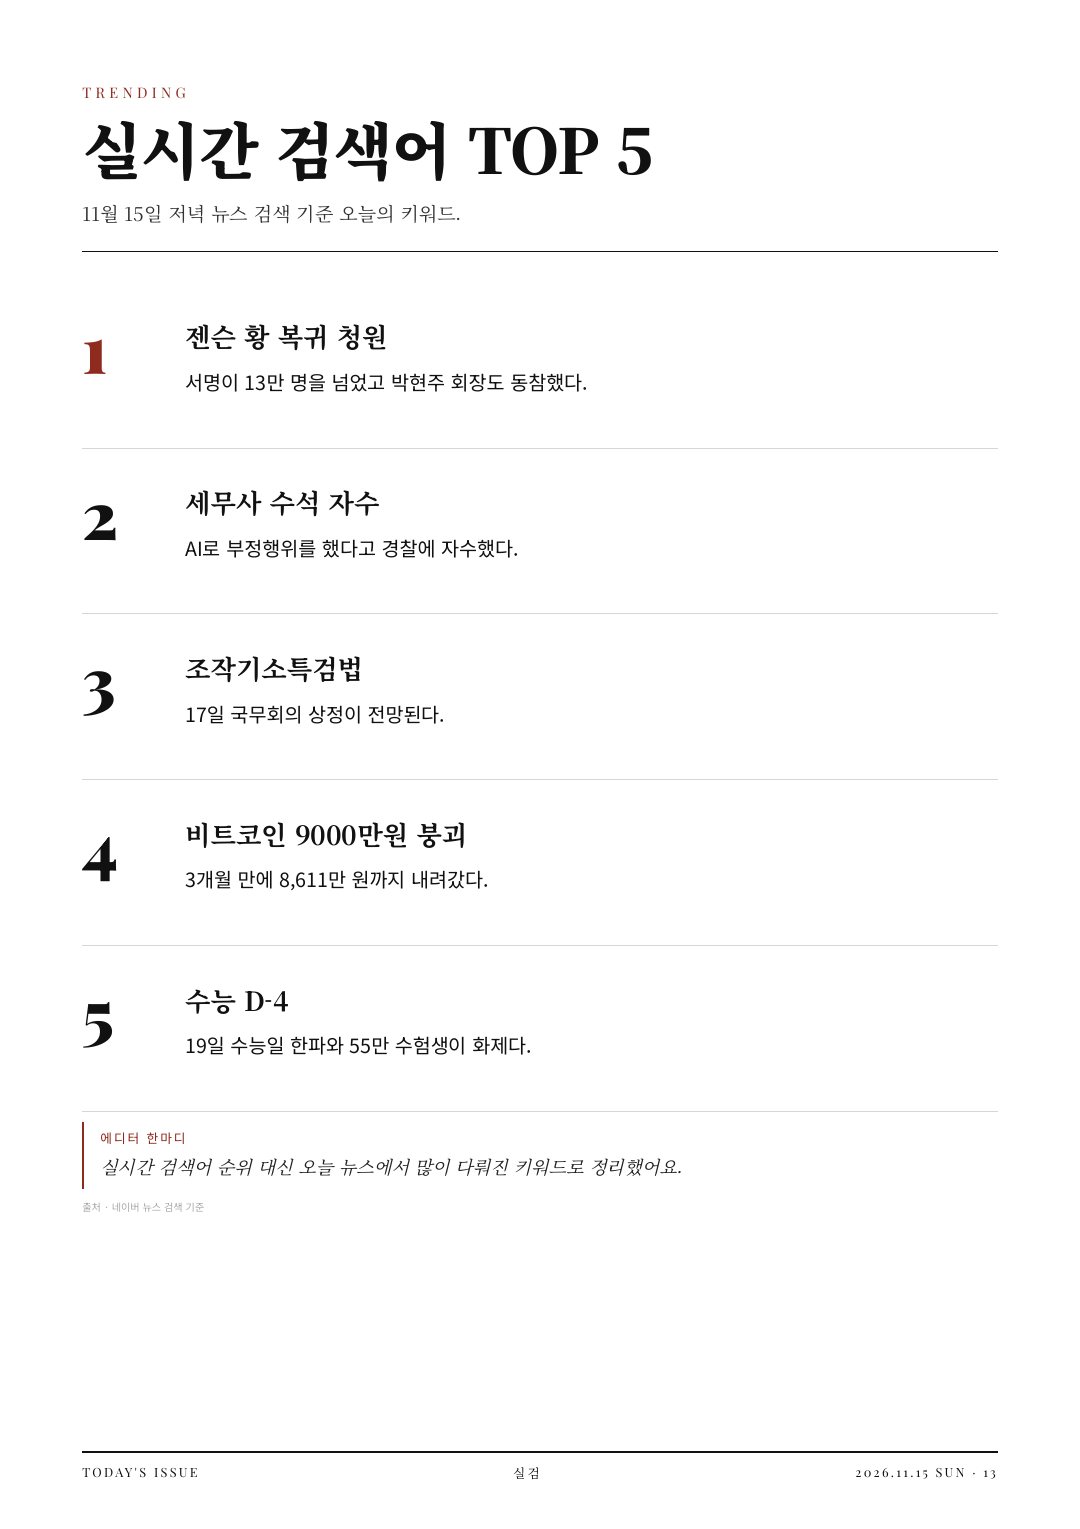 TRENDING
실시간 검색어 TOP 5
11월 15일 저녁 뉴스 검색 기준 오늘의 키워드.
1
젠슨 황 복귀 청원
서명이 13만 명을 넘었고 박현주 회장도 동참했다.
2
세무사 수석 자수
AI로 부정행위를 했다고 경찰에 자수했다.
3
조작기소특검법
17일 국무회의 상정이 전망된다.
4
비트코인 9000만원 붕괴
3개월 만에 8,611만 원까지 내려갔다.
5
수능 D-4
19일 수능일 한파와 55만 수험생이 화제다.
에디터 한마디
실시간 검색어 순위 대신 오늘 뉴스에서 많이 다뤄진 키워드로 정리했어요.
출처 · 네이버 뉴스 검색 기준
TODAY'S ISSUE
실검
2026.11.15 SUN · 13